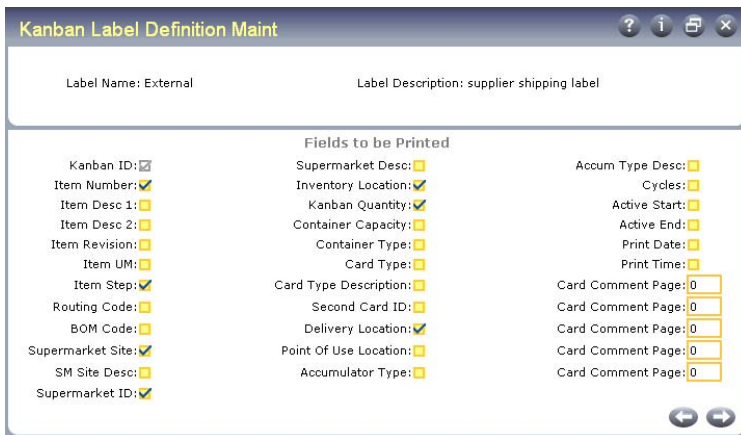 Kanban Label Definition Maint
? i
Label Name: External Label Description: supplier shipping label
Fields to be Printed
Kanban ID: Supermarket Desc: Accum Type Desc:
Item Number: Inventory Location: Cycles:
Item Desc 1: Kanban Quantity: Active Start:
Item Desc 2: Container Capacity: Active End:
Item Revision: Container Type: Print Date:
Item UM: Card Type: Print Time:
Item Step: Card Type Description: Card Comment Page: 0
Routing Code: Second Card ID: Card Comment Page: 0
BOM Code: Delivery Location: Card Comment Page: 0
Supermarket Site: Point Of Use Location: Card Comment Page: 0
SM Site Desc: Accumulator Type: Card Comment Page: 0
Supermarket ID: